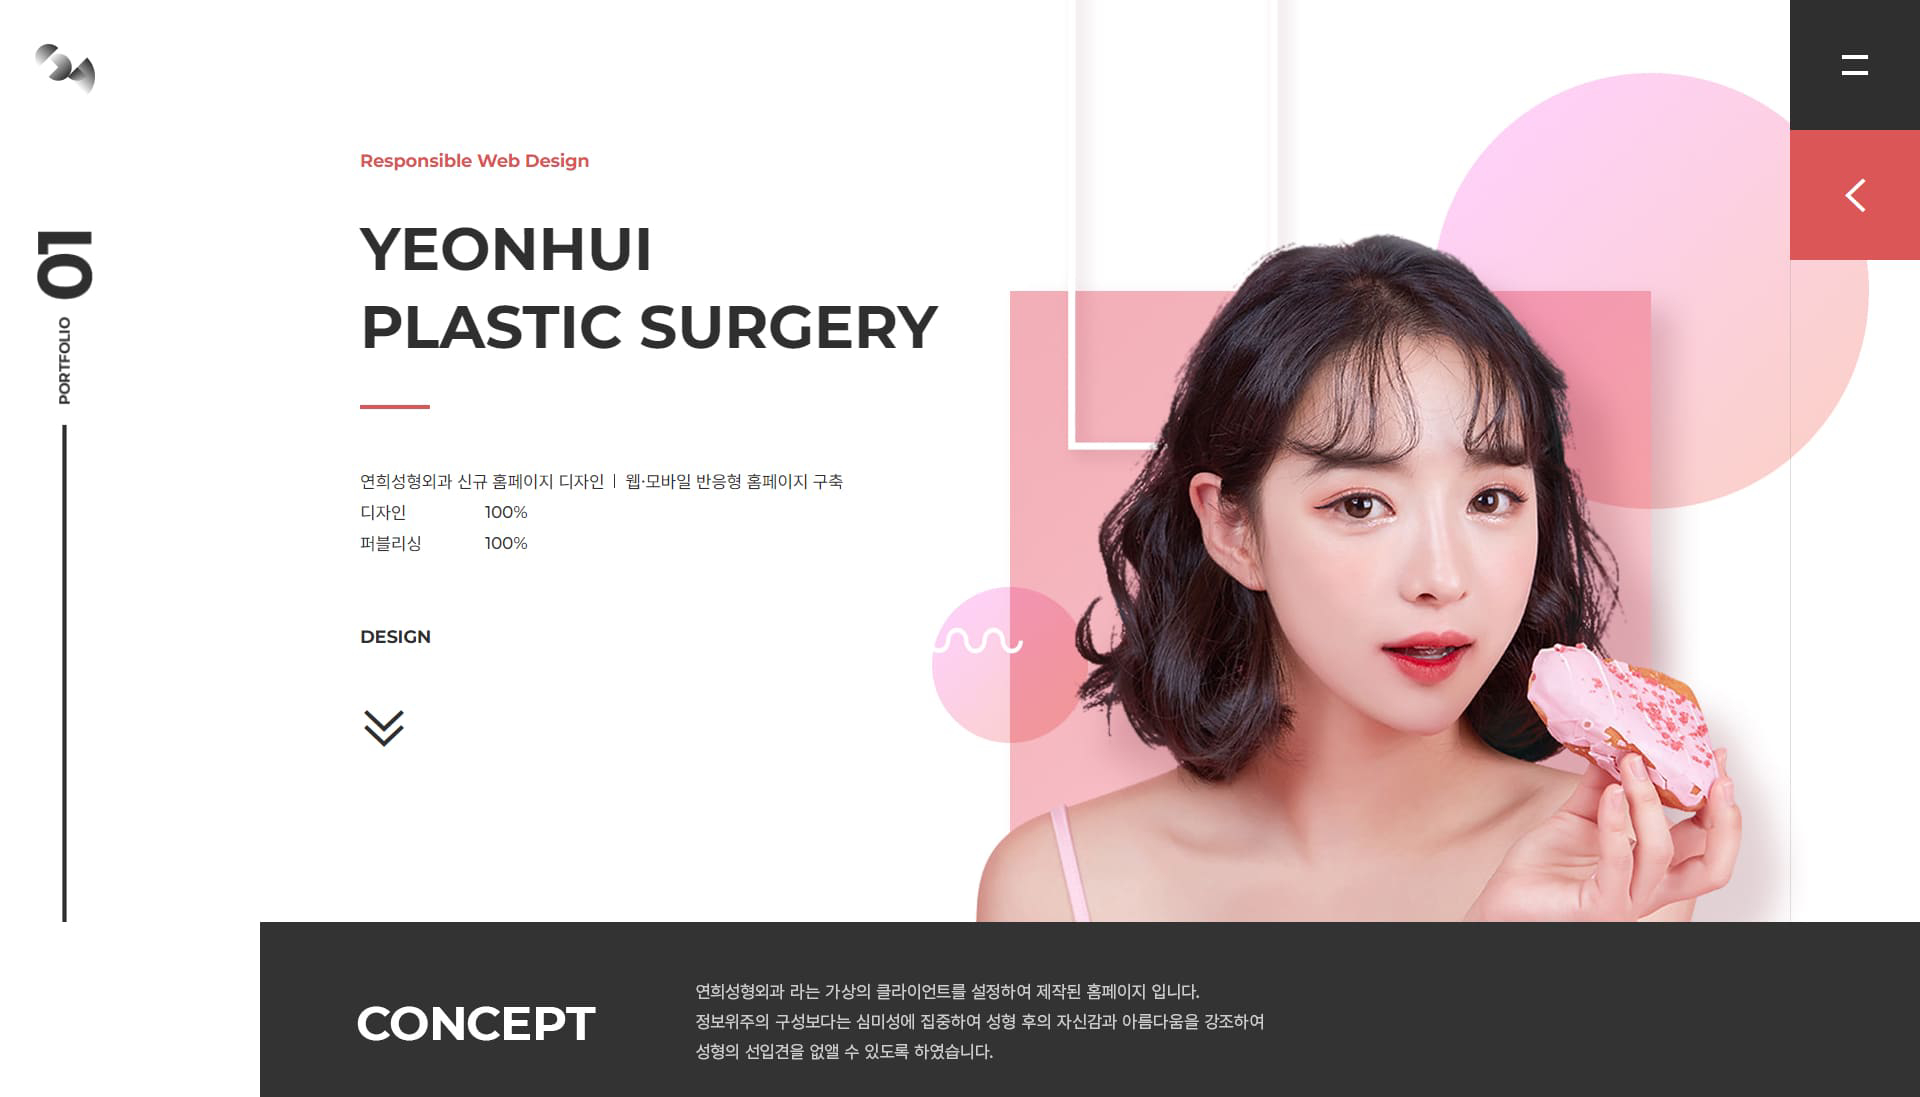 01
PORTFOLIO
Responsible Web Design
YEONHUI
PLASTIC SURGERY
연희성형외과 신규 홈페이지 디자인ㅣ 웹·모바일 반응형 홈페이지 구축
디자인 100%
퍼블리싱 100%
DESIGN
CONCEPT
연희성형외과 라는 가상의 클라이언트를 설정하여 제작된 홈페이지 입니다.
정보위주의 구성보다는 심미성에 집중하여 성형 후의 자신감과 아름다움을 강조하여
성형의 선입견을 없앨 수 있도록 하였습니다.